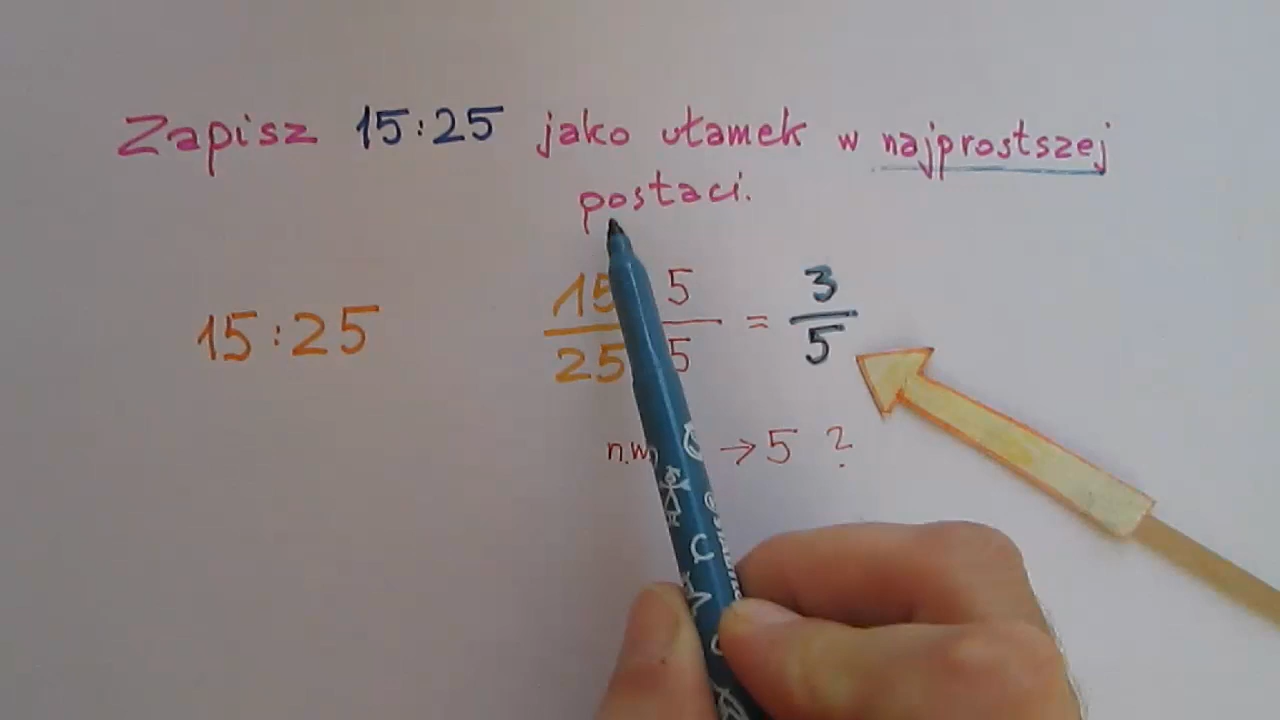 Zapisz 15:25 jako ułamek w najprostszej
postaci.
15:25
15 5 = 3
25 5 5
n.w → 5 ?